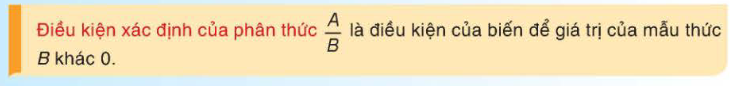 Điều kiện xác định của phân thức A/B là điều kiện của biến để giá trị của mẫu thức
B khác 0.